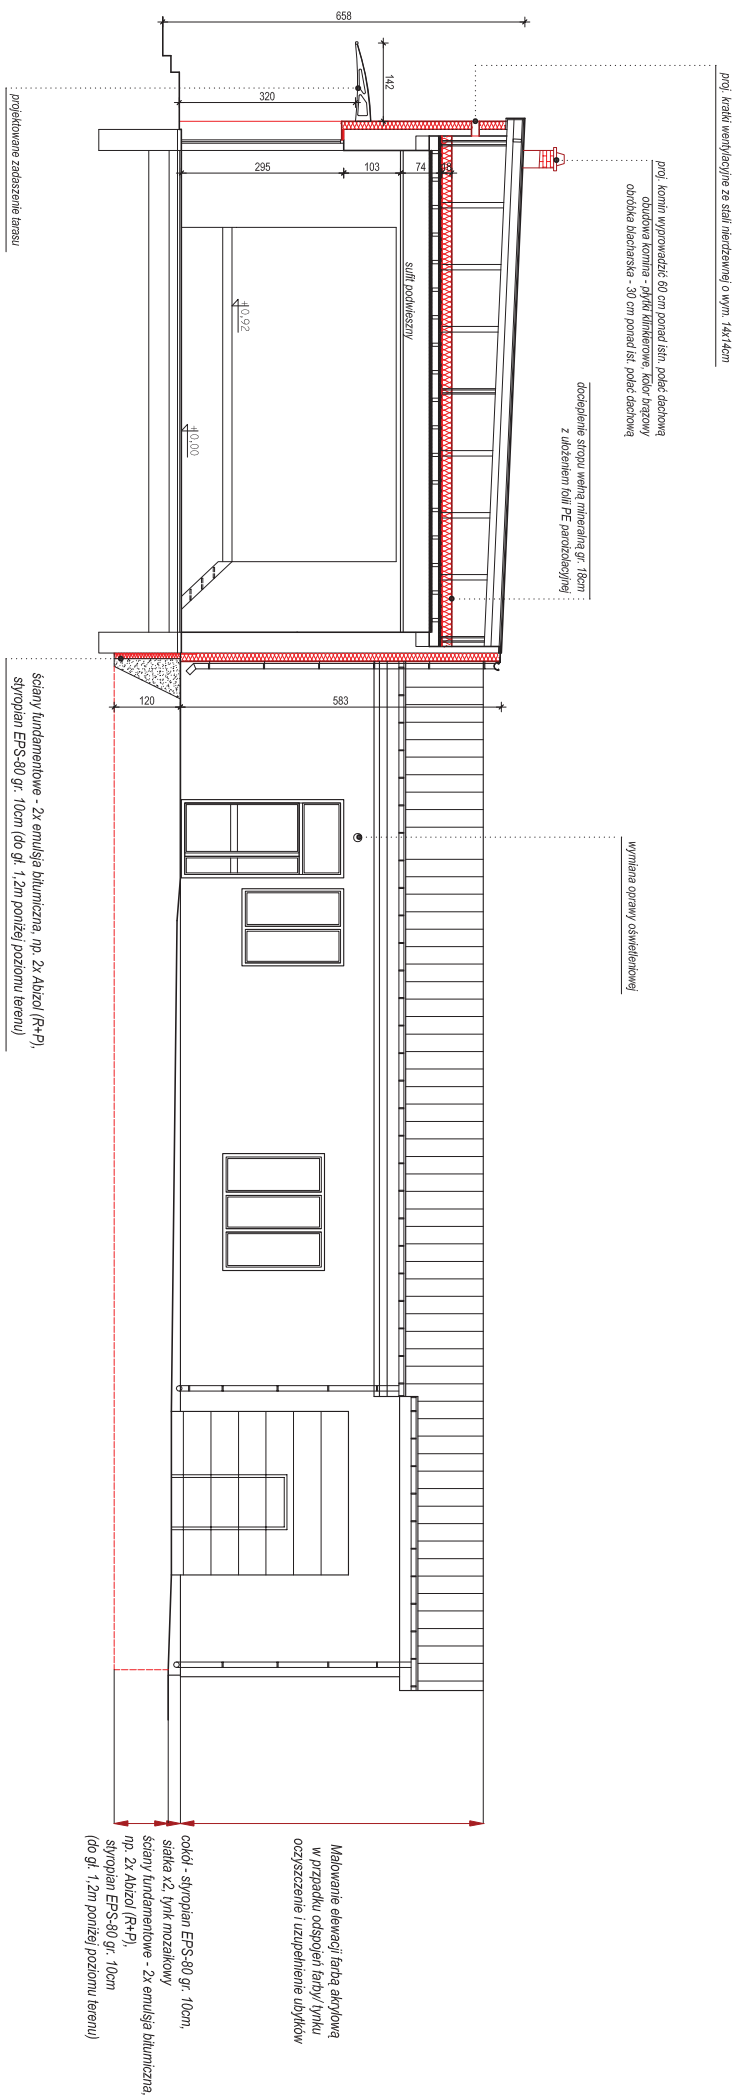 proj. kratki wentylacyjne ze stali nierdzewnej o wym. 14x14cm
proj. komin wyprowadzić 60 cm ponad istn. połać dachową
obudowa komina - płytki klinkierowe, kolor brązowy
obróbka blacharska - 30 cm ponad ist. połać dachową
docieplenie stropu wełną mineralną gr. 18cm
z ułożeniem folii PE paroizolacyjnej
wymiana oprawy oświetleniowej
658
142
320
295
103
74
18
sufit podwieszny
+0,92
+0,00
583
120
projektowane zadaszenie tarasu
ściany fundamentowe - 2x emulsja bitumiczna, np. 2x Abizol (R+P),
styropian EPS-80 gr. 10cm (do gł. 1,2m poniżej poziomu terenu)
Malowanie elewacji farbą akrylową
w przpadku odspojeń farby/ tynku
oczyszczenie i uzupełnienie ubytków
cokół - styropian EPS-80 gr. 10cm,
siatka x2, tynk mozaikowy
ściany fundamentowe - 2x emulsja bitumiczna,
np. 2x Abizol (R+P),
styropian EPS-80 gr. 10cm
(do gł. 1,2m poniżej poziomu terenu)